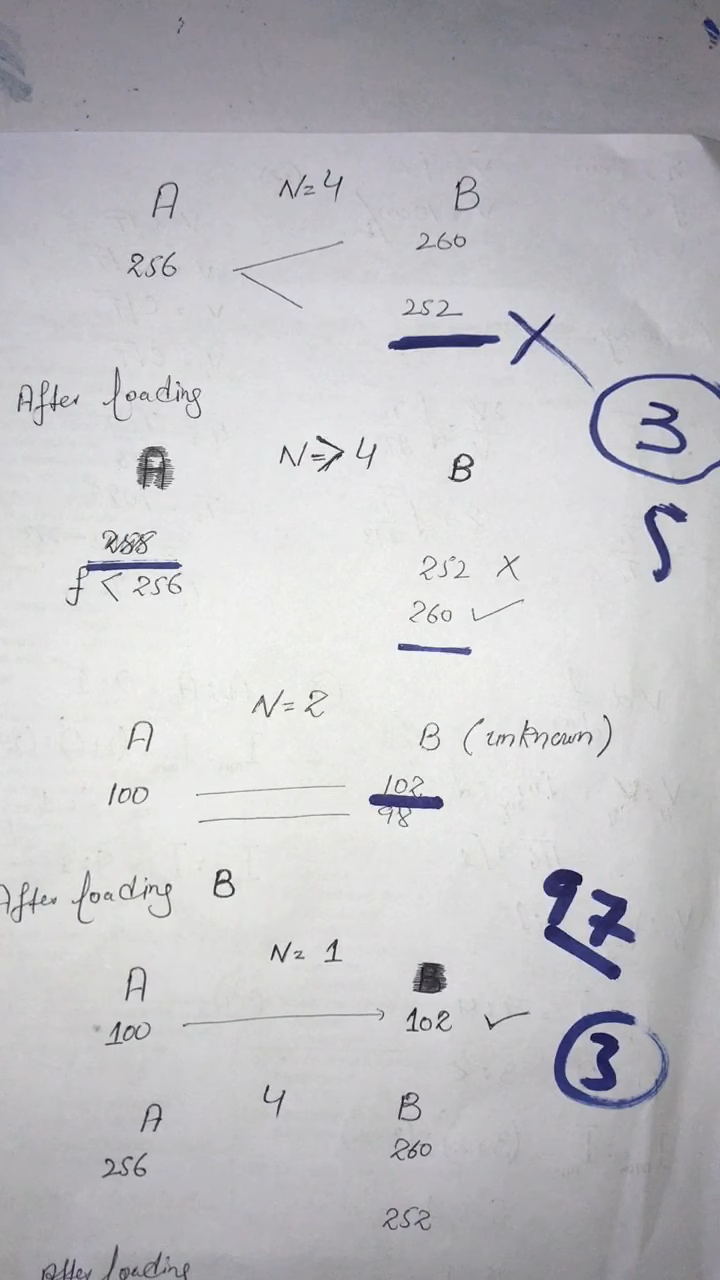 A N=4 B
256 260
252 X
3
After loading
A N=>4 B
S
288
f < 256
252 X
260 ✓
N=2
A B (unknown)
100 102
98
After loading B
97
N= 1
A B
100 → 102 ✓
3
A 4 B
256 260
252
After loading